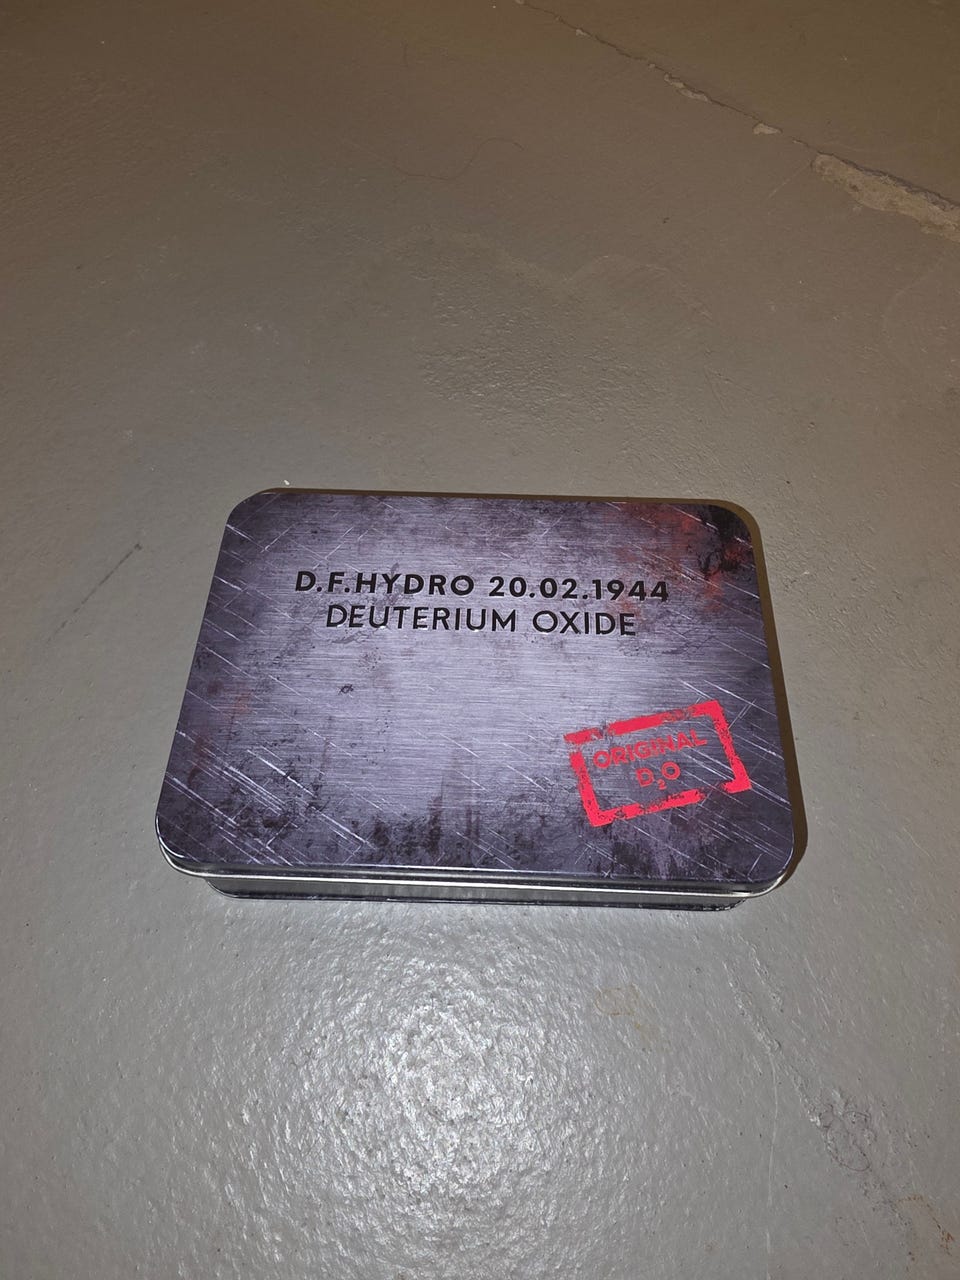 D.F.HYDRO 20.02.1944
DEUTERIUM OXIDE
ORIGINAL
D₂O